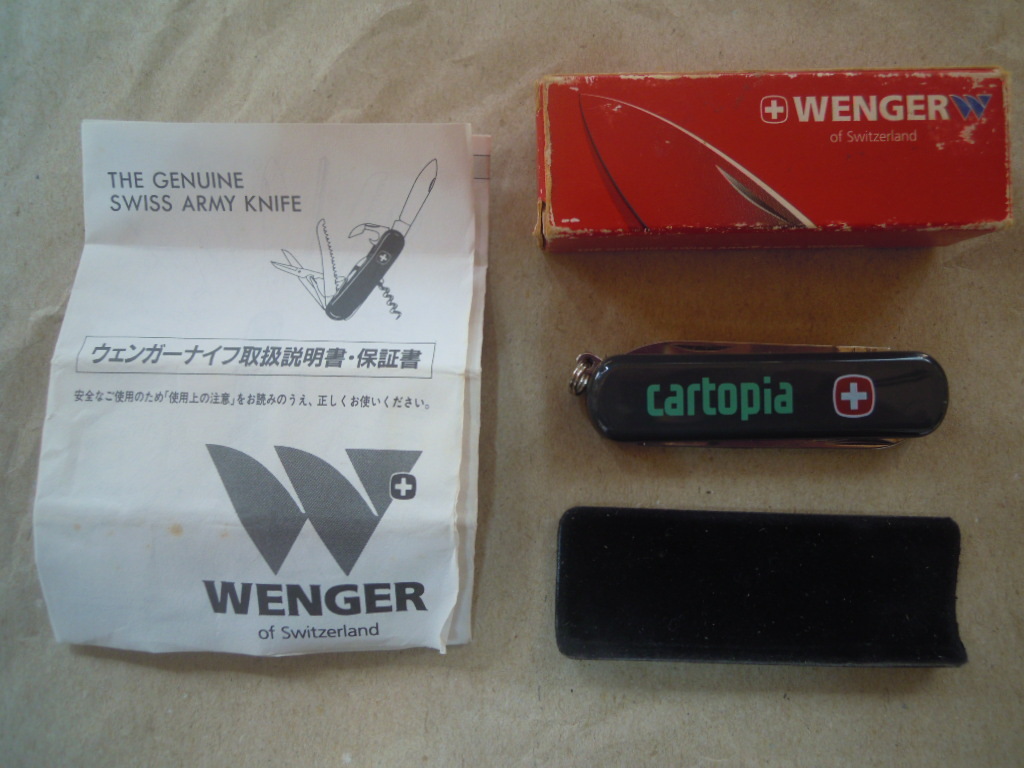 THE GENUINE
SWISS ARMY KNIFE
ウェンガーナイフ取扱説明書・保証書
安全なご使用のため「使用上の注意」をお読みのうえ、正しくお使いください。
WENGER
of Switzerland
WENGER
of Switzerland
cartopia